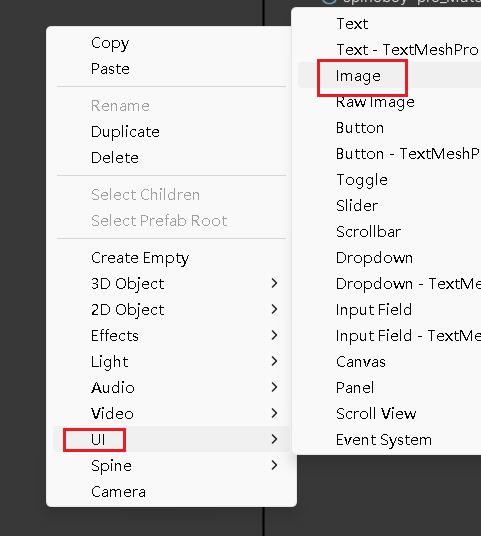 Copy
Paste
Rename
Duplicate
Delete
Select Children
Select Prefab Root
Create Empty
3D Object
2D Object
Effects
Light
Audio
Video
UI
Spine
Camera
Text
Text - TextMeshPro
Image
Raw Image
Button
Button - TextMeshP
Toggle
Slider
Scrollbar
Dropdown
Dropdown - TextMe
Input Field
Input Field - TextMe
Canvas
Panel
Scroll View
Event System